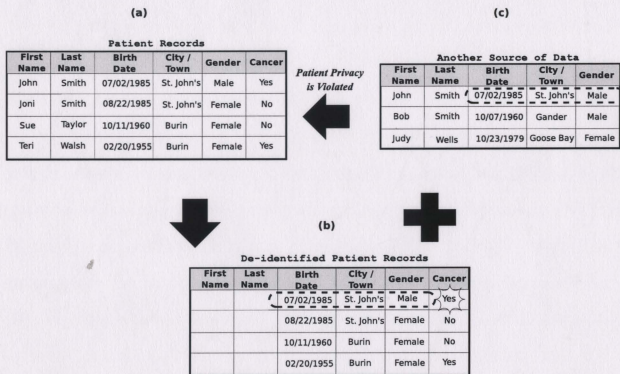 (a)
Patient Records
First Name Last Name Birth Date City / Town Gender Cancer
John Smith 07/02/1985 St. John's Male Yes
Joni Smith 08/22/1985 St. John's Female No
Sue Taylor 10/11/1960 Burin Female No
Teri Walsh 02/20/1955 Burin Female Yes
Patient Privacy
is Violated
(c)
Another Source of Data
First Name Last Name Birth Date City / Town Gender
John Smith 07/02/1985 St. John's Male
Bob Smith 10/07/1960 Gander Male
Judy Wells 10/23/1979 Goose Bay Female
(b)
De-identified Patient Records
First Name Last Name Birth Date City / Town Gender Cancer
07/02/1985 St. John's Male Yes
08/22/1985 St. John's Female No
10/11/1960 Burin Female No
02/20/1955 Burin Female Yes